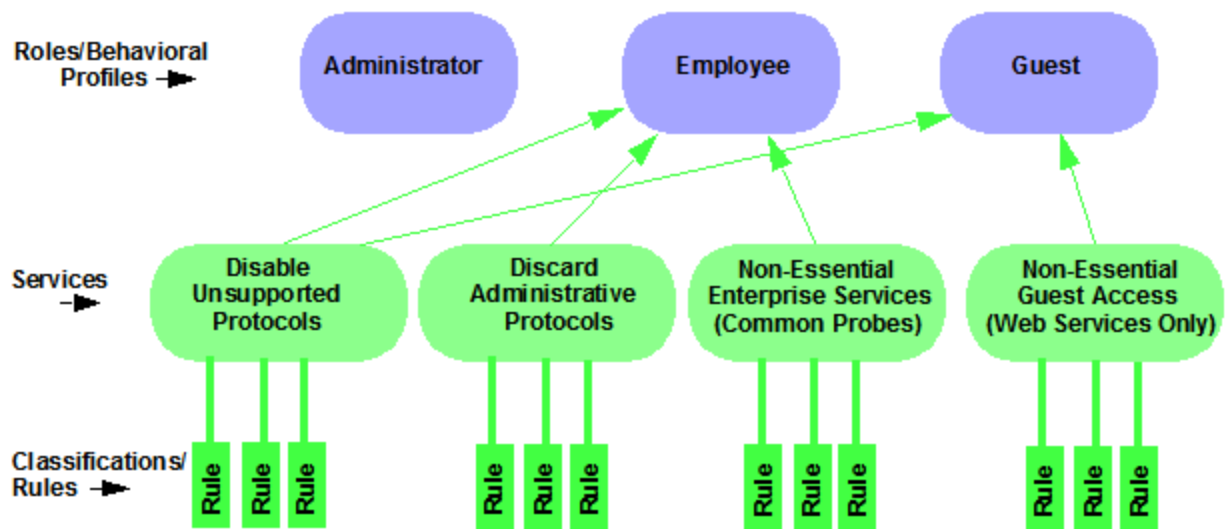 Roles/Behavioral
Profiles
Administrator
Employee
Guest
Services
Disable
Unsupported
Protocols
Discard
Administrative
Protocols
Non-Essential
Enterprise Services
(Common Probes)
Non-Essential
Guest Access
(Web Services Only)
Classifications/
Rules
Rule
Rule
Rule
Rule
Rule
Rule
Rule
Rule
Rule
Rule
Rule
Rule